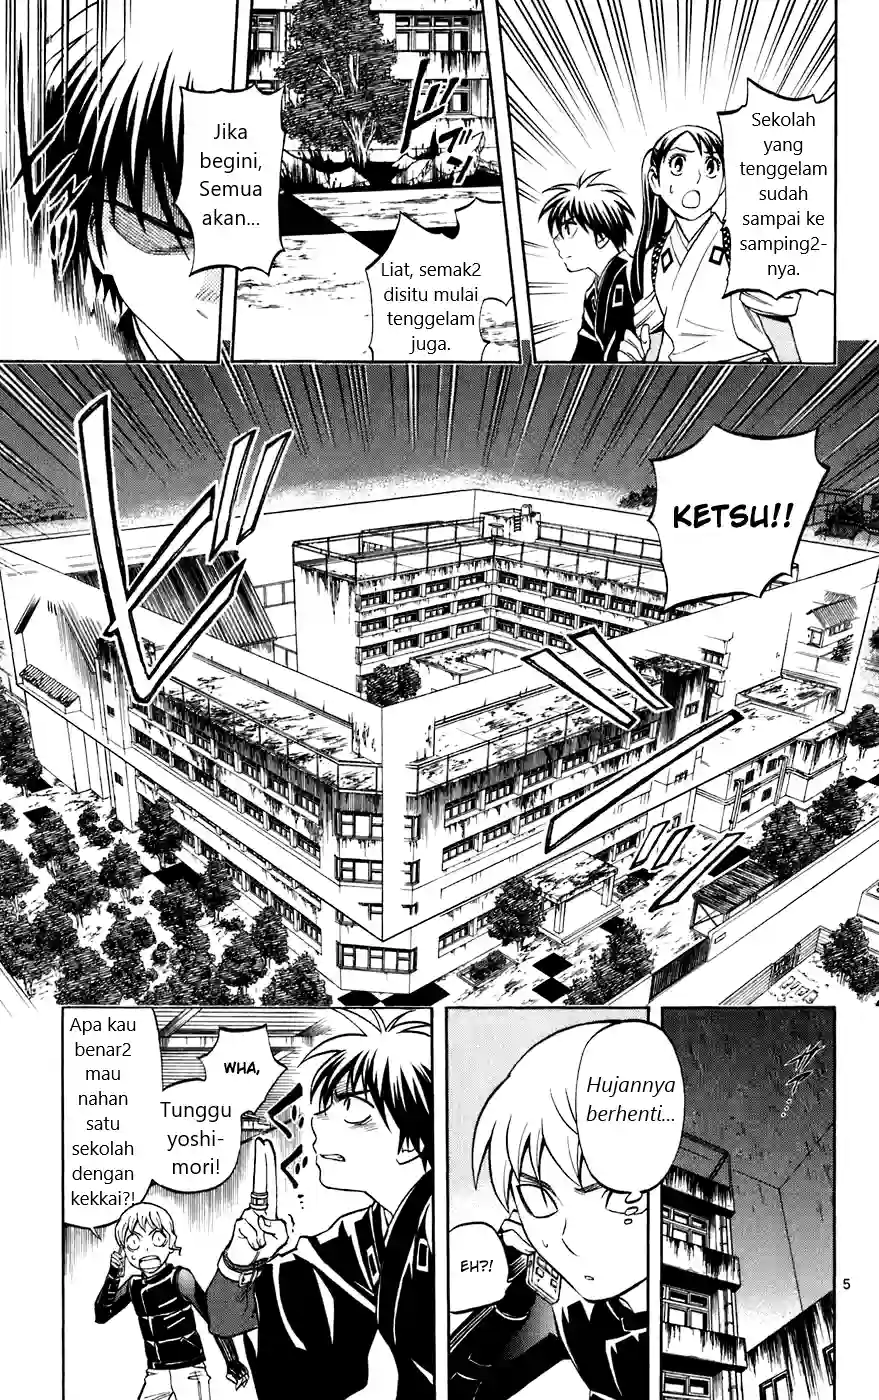 Sekolah
yang
tenggelam
sudah
sampai ke
samping2-
nya.
Liat, semak2
disitu mulai
tenggelam
juga.
Jika
begini,
Semua
akan...
KETSU!!
Hujannya
berhenti...
EH?!
WHA,
Tunggu
yoshi-
mori!
Apa kau
benar2
mau
nahan
satu
sekolah
dengan
kekkai?!
5